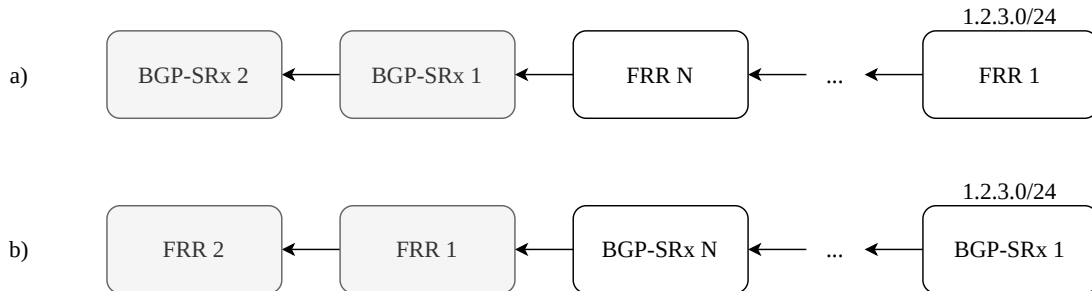 1.2.3.0/24
a) BGP-SRx 2 BGP-SRx 1 FRR N ... FRR 1
1.2.3.0/24
b) FRR 2 FRR 1 BGP-SRx N ... BGP-SRx 1